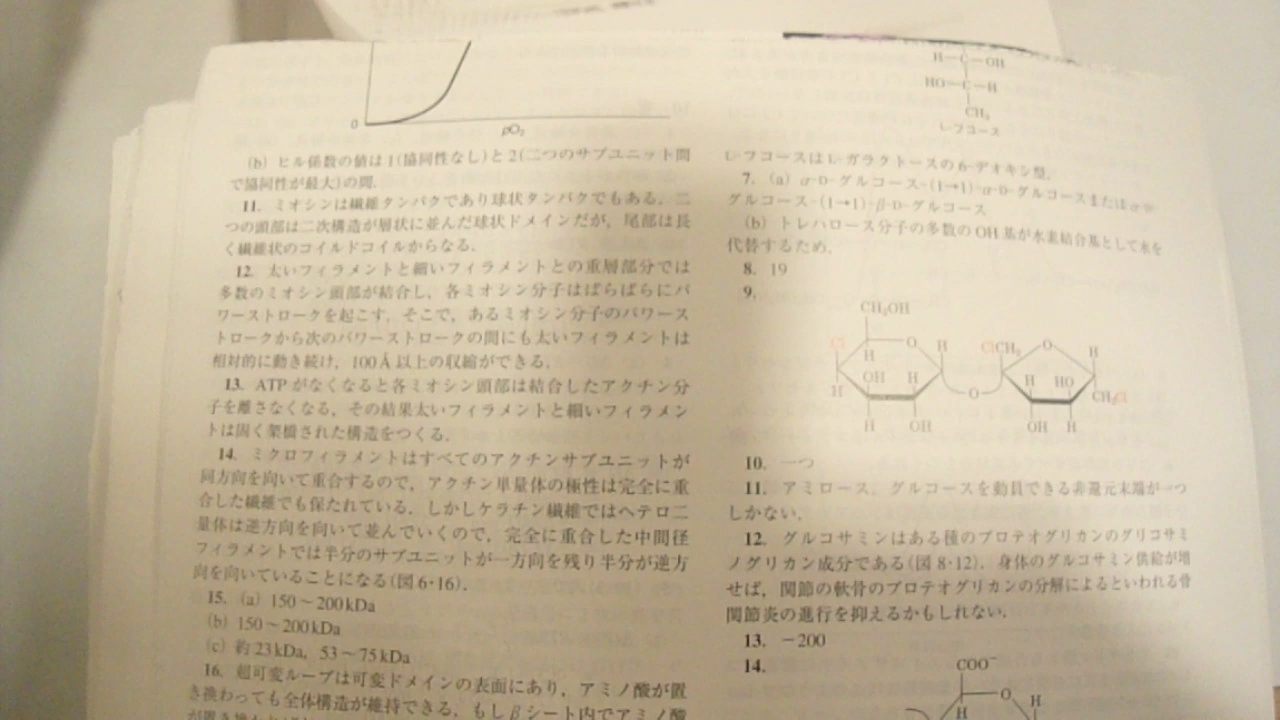 0
pO₂
(b) ヒル係数の値は1(協同性なし)と2(二つのサブユニット間
で協同性が最大)の間.
11. ミオシンは繊維タンパクであり球状タンパクでもある. 二
つの頭部は二次構造が層状に並んだ球状ドメインだが, 尾部は長
く繊維状のコイルドコイルからなる.
12. 太いフィラメントと細いフィラメントとの重層部分では
多数のミオシン頭部が結合し, 各ミオシン分子はばらばらにパ
ワーストロークを起こす. そこで, あるミオシン分子のパワース
トロークから次のパワーストロークの間にも太いフィラメントは
相対的に動き続け, 100Å以上の収縮ができる.
13. ATPがなくなると各ミオシン頭部は結合したアクチン分
子を離さなくなる. その結果太いフィラメントと細いフィラメン
トは固く架橋された構造をつくる.
14. ミクロフィラメントはすべてのアクチンサブユニットが
同方向を向いて重合するので, アクチン単量体の極性は完全に重
合した繊維でも保たれている. しかしケラチン繊維ではヘテロ二
量体は逆方向を向いて並んでいくので, 完全に重合した中間径
フィラメントでは半分のサブユニットが一方向を残り半分が逆方
向を向いていることになる(図6·16).
15. (a) 150~200kDa
(b) 150~200kDa
(c) 約23kDa, 53~75kDa
16. 超可変ループは可変ドメインの表面にあり, アミノ酸が置
き換わっても全体構造が維持できる. もしβシート内でアミノ酸
H-C-OH
HO-C-H
CH₃
L-フコース
L-フコースはL-ガラクトースの6-デオキシ型.
7. (a) α-D-グルコース-(1→1)-α-D-グルコースまたはα-D-
グルコース-(1→1)-β-D-グルコース
(b) トレハロース分子の多数のOH基が水素結合基として水を
代替するため.
8. 19
9.
CH₂OH
Cl O H ClCH₂ O H
H OH H H HO
H O CH₂Cl
H OH OH H
10. 一つ
11. アミロース. グルコースを動員できる非還元末端が一つ
しかない.
12. グルコサミンはある種のプロテオグリカンのグリコサミ
ノグリカン成分である(図8·12). 身体のグルコサミン供給が増
せば, 関節の軟骨のプロテオグリカンの分解によるといわれる骨
関節炎の進行を抑えるかもしれない.
13. −200
14.
COO⁻
O H
H